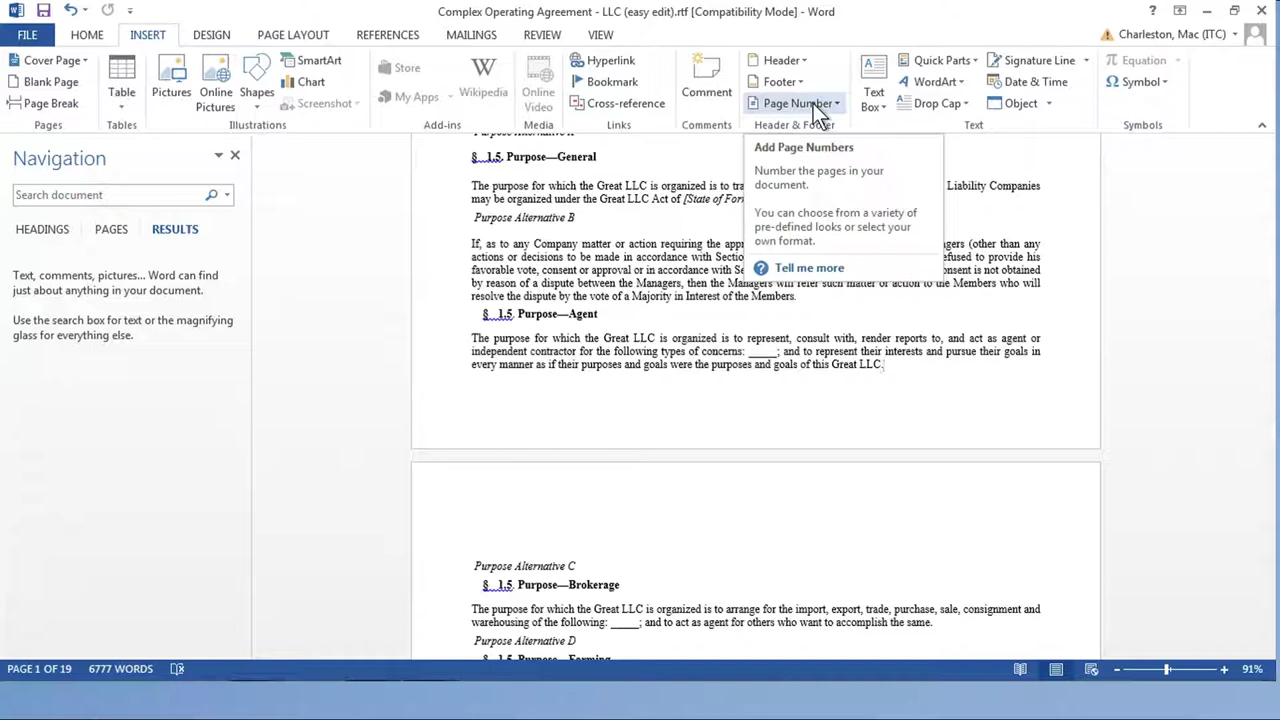 Complex Operating Agreement - LLC (easy edit).rtf [Compatibility Mode] - Word
FILE HOME INSERT DESIGN PAGE LAYOUT REFERENCES MAILINGS REVIEW VIEW Charleston, Mac (ITC)
Cover Page
Blank Page
Page Break
Pages
Table
Tables
Pictures
Online Pictures
Shapes
SmartArt
Chart
Screenshot
Illustrations
Store
My Apps
Wikipedia
Add-ins
Online Video
Media
Hyperlink
Bookmark
Cross-reference
Links
Comment
Comments
Header
Footer
Page Number
Header & Footer
Text Box
Quick Parts
WordArt
Drop Cap
Signature Line
Date & Time
Object
Text
Equation
Symbol
Symbols
Navigation
Search document
HEADINGS PAGES RESULTS
Text, comments, pictures... Word can find
just about anything in your document.
Use the search box for text or the magnifying
glass for everything else.
Add Page Numbers
Number the pages in your
document.
You can choose from a variety of
pre-defined looks or select your
own format.
Tell me more
§ 1.5. Purpose—General
The purpose for which the Great LLC is organized is to Liability Companies
may be organized under the Great LLC Act of [State of
Purpose Alternative B
If, as to any Company matter or action requiring the (other than any
actions or decisions to be made in accordance with to provide his
favorable vote, consent or approval or in accordance with is not obtained
by reason of a dispute between the Managers, then the Managers will refer such matter or action to the Members who will
resolve the dispute by the vote of a Majority in Interest of the Members.
§ 1.5. Purpose—Agent
The purpose for which the Great LLC is organized is to represent, consult with, render reports to, and act as agent or
independent contractor for the following types of concerns: _____; and to represent their interests and pursue their goals in
every manner as if their purposes and goals were the purposes and goals of this Great LLC.
Purpose Alternative C
§ 1.5. Purpose—Brokerage
The purpose for which the Great LLC is organized is to arrange for the import, export, trade, purchase, sale, consignment and
warehousing of the following: _____; and to act as agent for others who want to accomplish the same.
Purpose Alternative D
§ 1.5. Purpose—Farming
PAGE 1 OF 19 6777 WORDS 91%